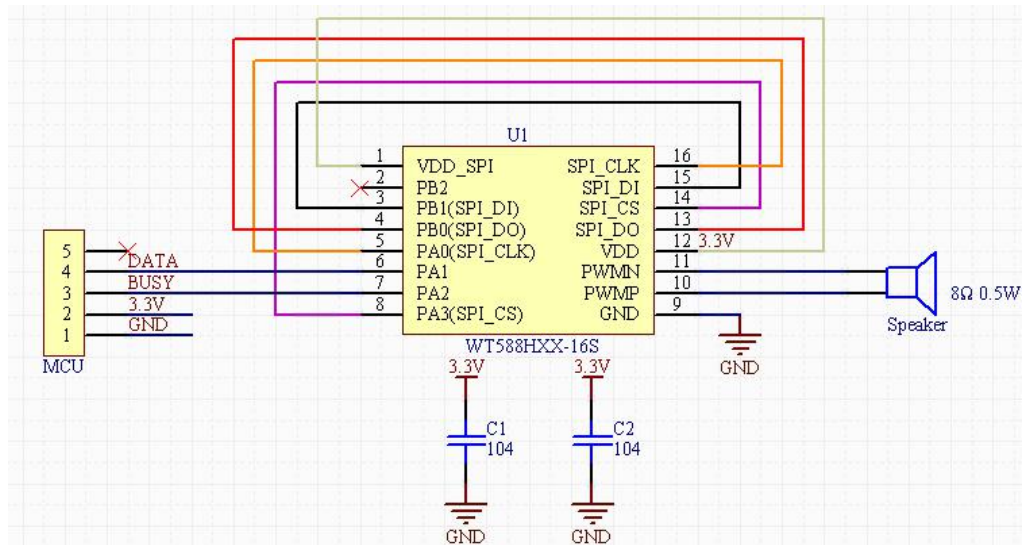 U1
1 VDD_SPI SPI_CLK 16
2 PB2 SPI_DI 15
3 PB1(SPI_DI) SPI_CS 14
4 PB0(SPI_DO) SPI_DO 13
5 PA0(SPI_CLK) VDD 12 3.3V
6 PA1 PWMN 11
7 PA2 PWMP 10
8 PA3(SPI_CS) GND 9
WT588HXX-16S
5
4 DATA
3 BUSY
2 3.3V
1 GND
MCU
8Ω 0.5W
Speaker
GND
3.3V 3.3V
C1 C2
104 104
GND GND